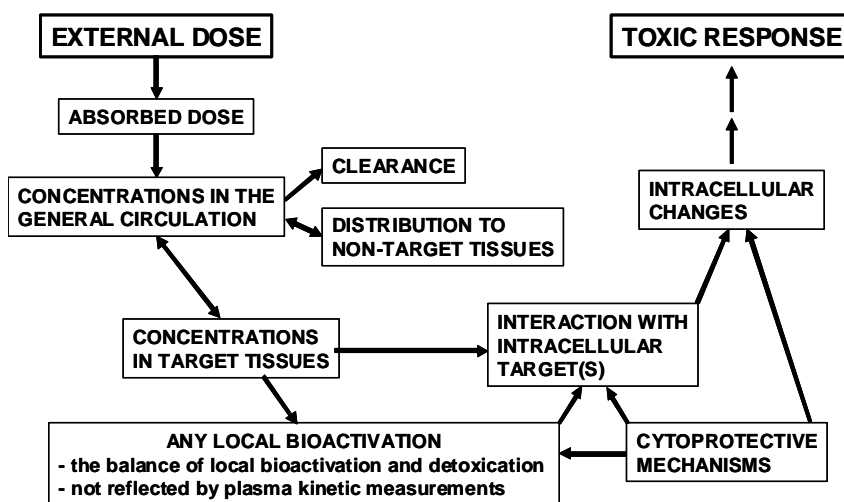 EXTERNAL DOSE
TOXIC RESPONSE
ABSORBED DOSE
CLEARANCE
CONCENTRATIONS IN THE
GENERAL CIRCULATION
INTRACELLULAR
CHANGES
DISTRIBUTION TO
NON-TARGET TISSUES
CONCENTRATIONS
IN TARGET TISSUES
INTERACTION WITH
INTRACELLULAR
TARGET(S)
ANY LOCAL BIOACTIVATION
- the balance of local bioactivation and detoxication
- not reflected by plasma kinetic measurements
CYTOPROTECTIVE
MECHANISMS